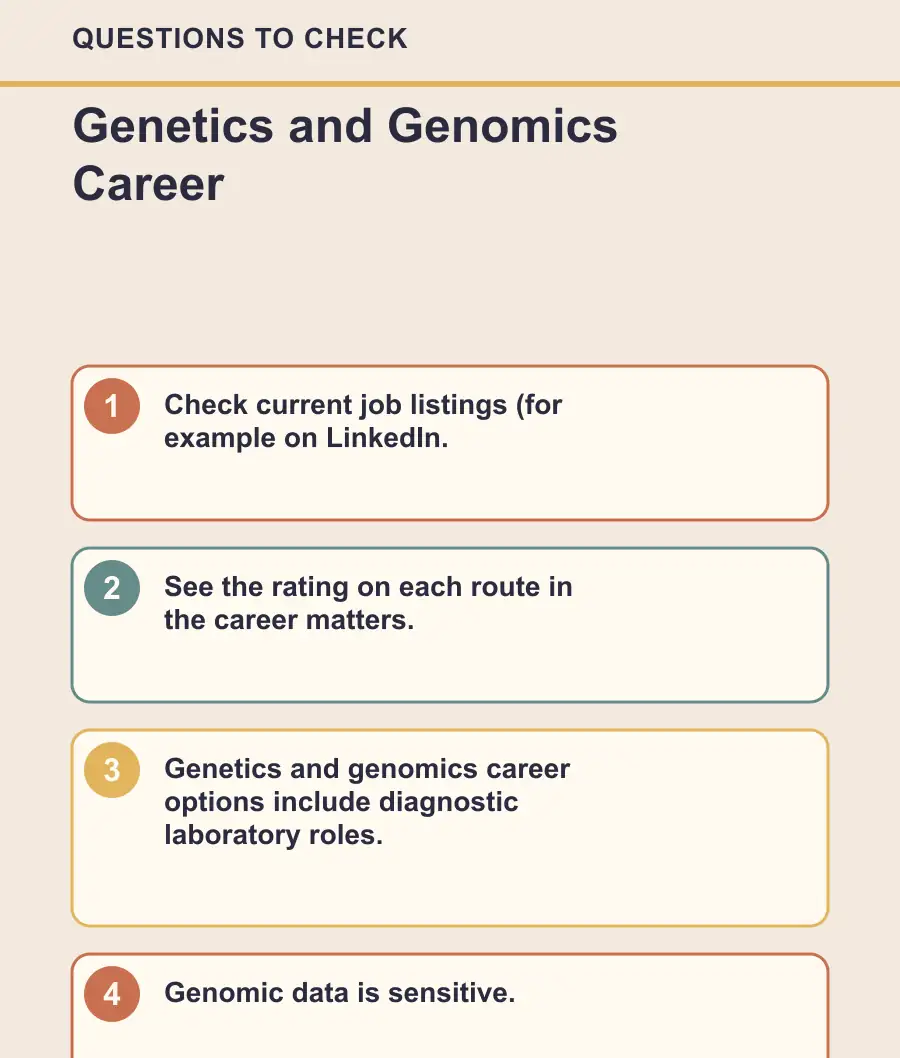 QUESTIONS TO CHECK
Genetics and Genomics
Career
1
Check current job listings (for
example on LinkedIn.
2
See the rating on each route in
the career matters.
3
Genetics and genomics career
options include diagnostic
laboratory roles.
4
Genomic data is sensitive.